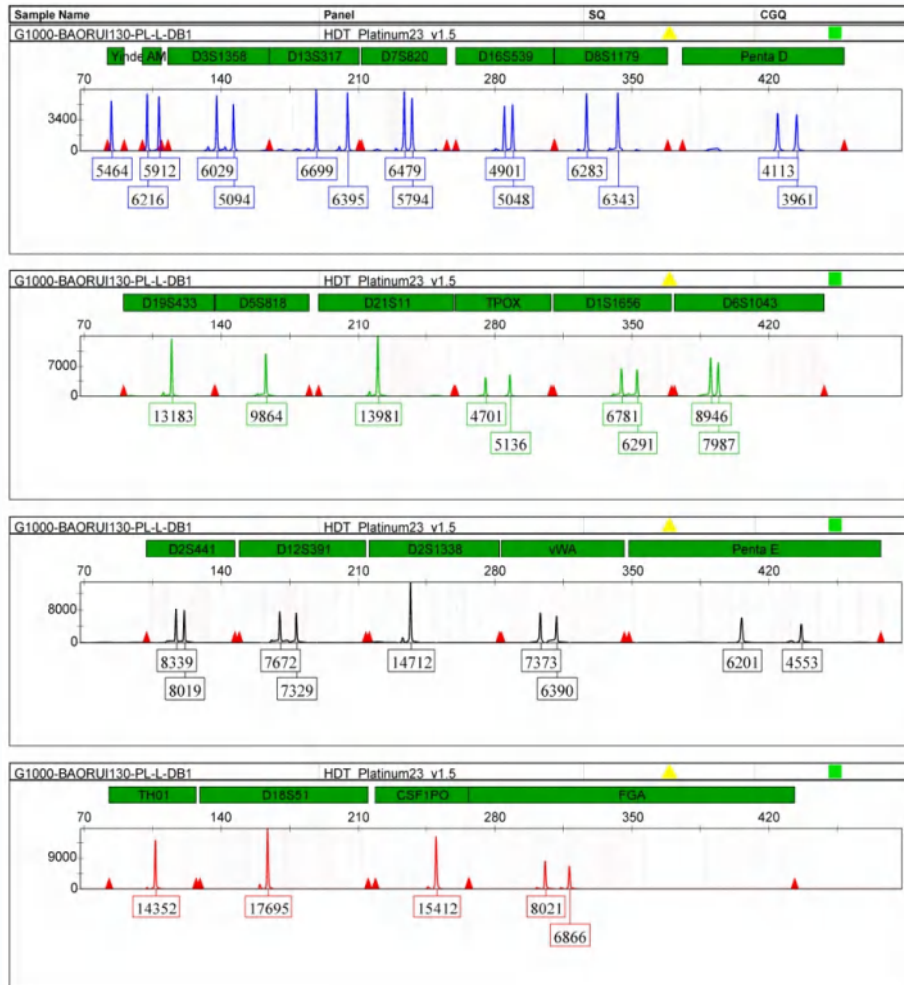 Sample Name Panel SQ CGQ
G1000-BAORUI130-PL-L-DB1 HDT_Platinum23_v1.5
Yinde AM D3S1358 D13S317 D7S820 D16S539 D8S1179 Penta D
70 140 210 280 350 420
3400
0
5464 5912 6029 6699 6479 4901 6283 4113
6216 5094 6395 5794 5048 6343 3961
G1000-BAORUI130-PL-L-DB1 HDT_Platinum23_v1.5
D19S433 D5S818 D21S11 TPOX D1S1656 D6S1043
70 140 210 280 350 420
7000
0
13183 9864 13981 4701 6781 8946
5136 6291 7987
G1000-BAORUI130-PL-L-DB1 HDT_Platinum23_v1.5
D2S441 D12S391 D2S1338 vWA Penta E
70 140 210 280 350 420
8000
0
8339 7672 14712 7373 6201 4553
8019 7329 6390
G1000-BAORUI130-PL-L-DB1 HDT_Platinum23_v1.5
TH01 D18S51 CSF1PO FGA
70 140 210 280 350 420
9000
0
14352 17695 15412 8021
6866